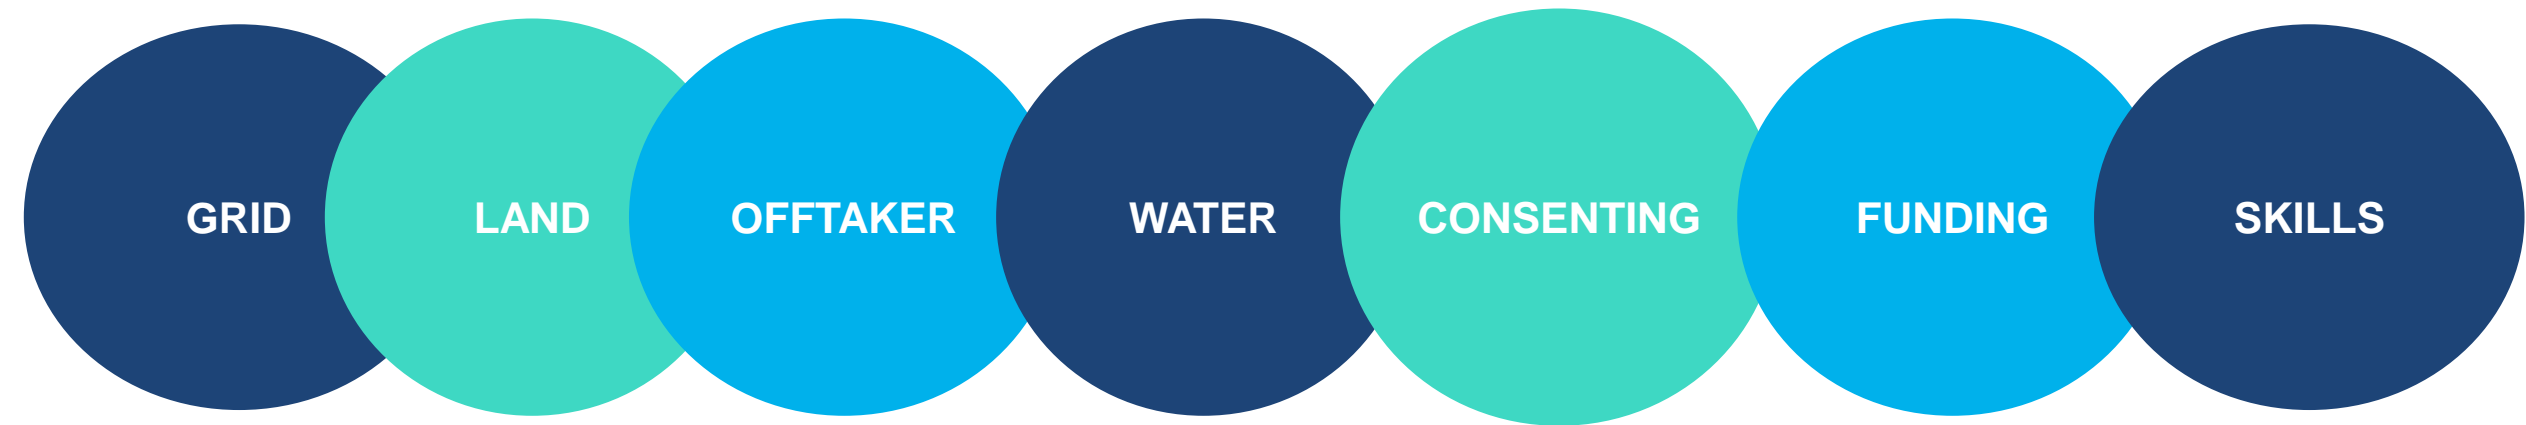 GRID LAND OFFTAKER WATER CONSENTING FUNDING SKILLS